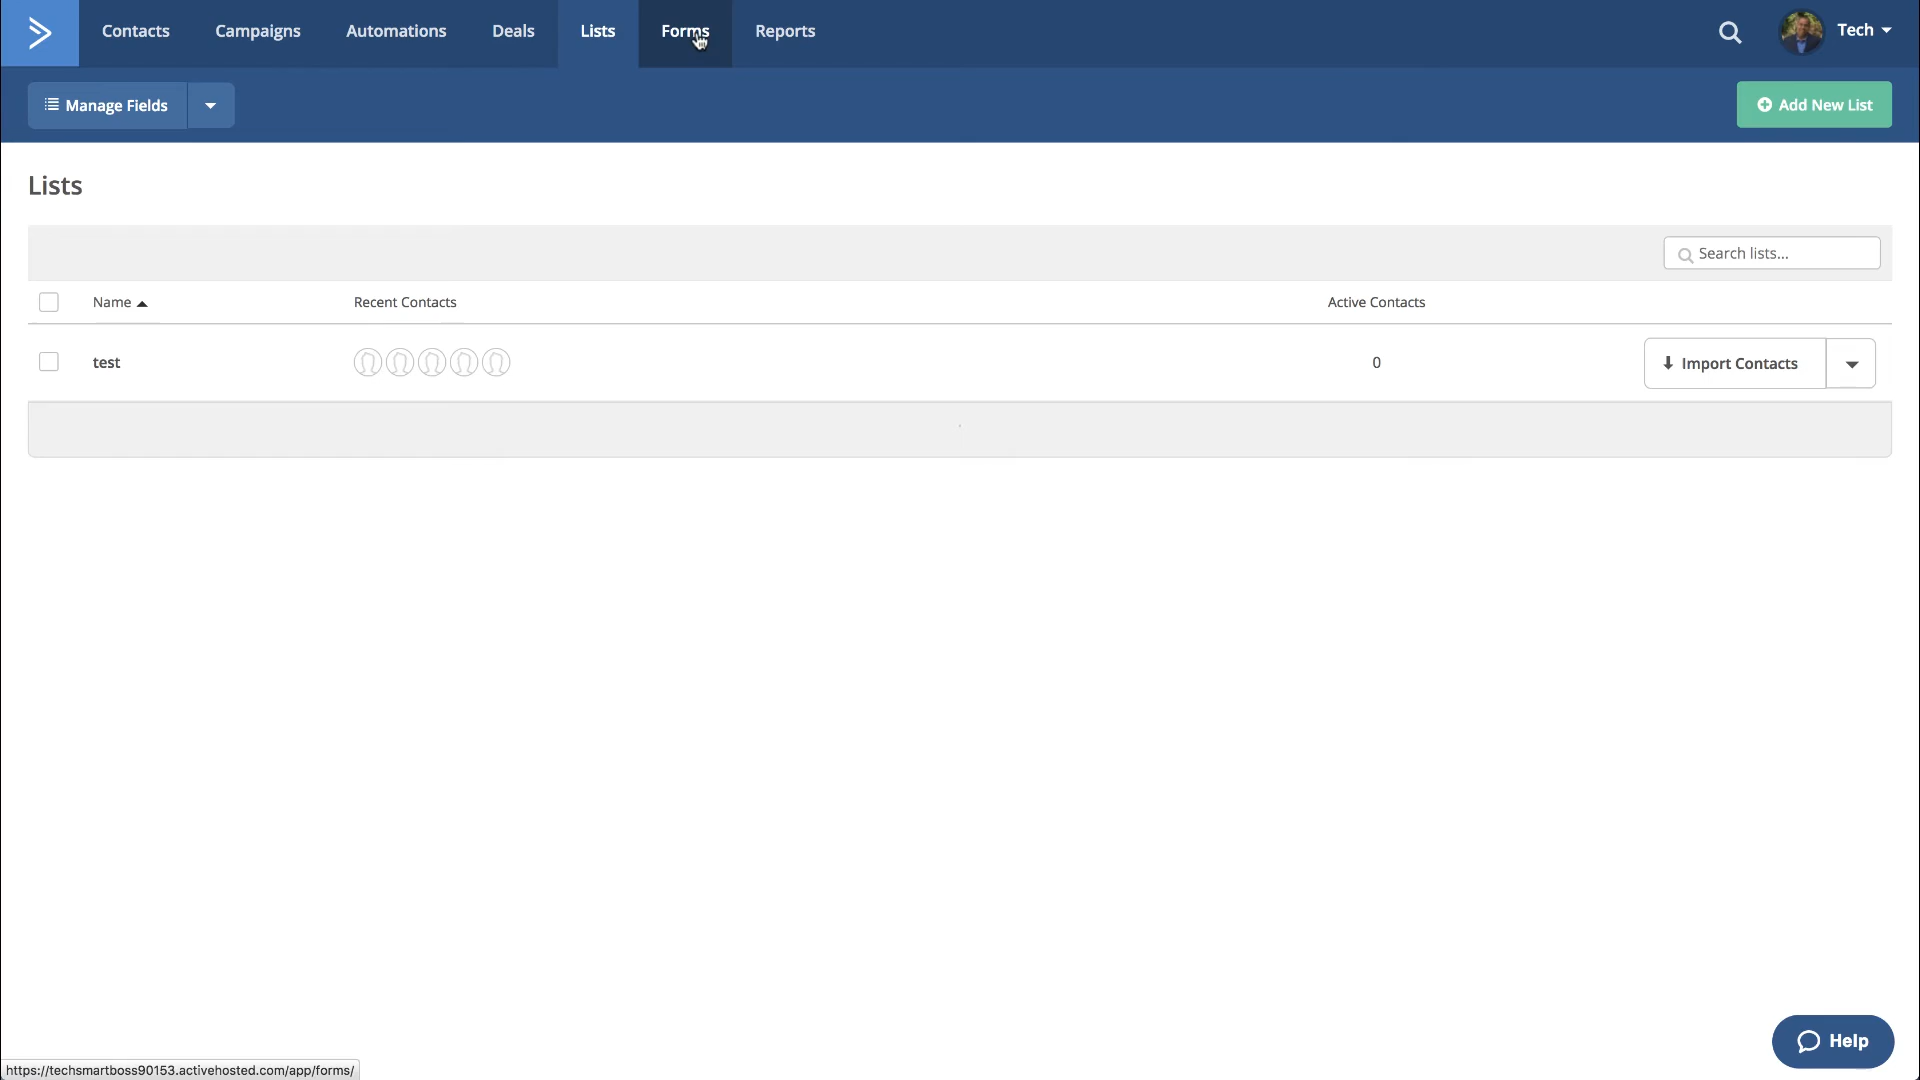 Contacts Campaigns Automations Deals Lists Forms Reports Tech
Manage Fields Add New List
Lists
Search lists...
Name Recent Contacts Active Contacts
test 0 Import Contacts
Help
https://techsmartboss90153.activehosted.com/app/forms/